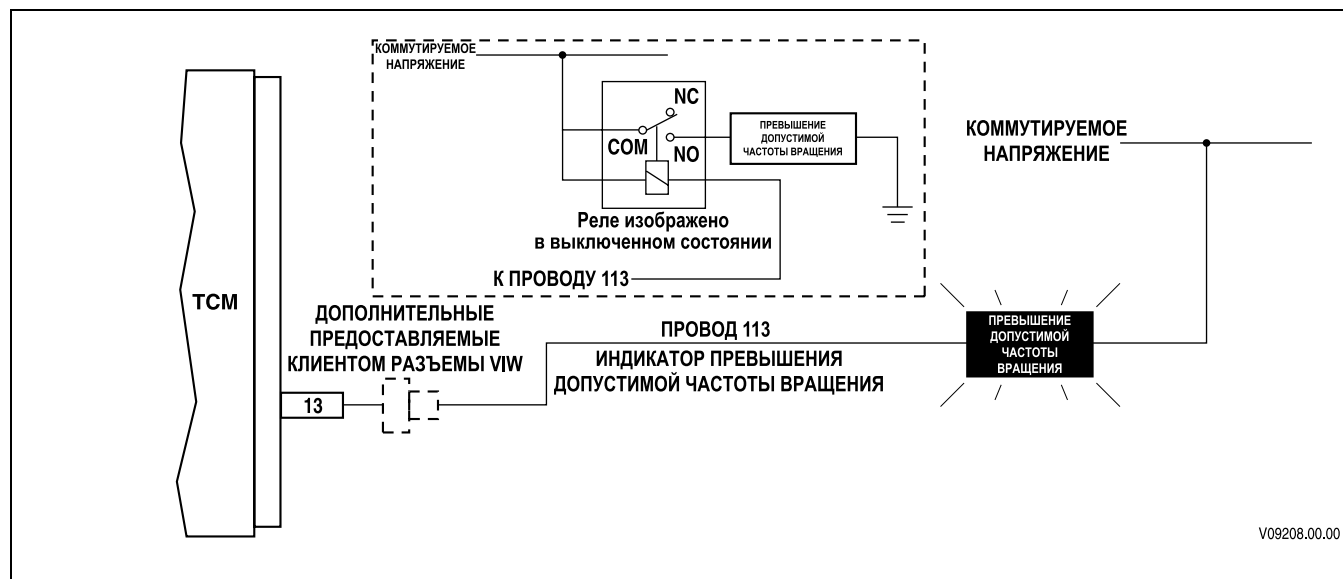 КОММУТИРУЕМОЕ
НАПРЯЖЕНИЕ
NC
COM
NO
ПРЕВЫШЕНИЕ
ДОПУСТИМОЙ
ЧАСТОТЫ ВРАЩЕНИЯ
Реле изображено
в выключенном состоянии
К ПРОВОДУ 113
КОММУТИРУЕМОЕ
НАПРЯЖЕНИЕ
TCM
ДОПОЛНИТЕЛЬНЫЕ
ПРЕДОСТАВЛЯЕМЫЕ
КЛИЕНТОМ РАЗЪЕМЫ VIW
13
ПРОВОД 113
ИНДИКАТОР ПРЕВЫШЕНИЯ
ДОПУСТИМОЙ ЧАСТОТЫ ВРАЩЕНИЯ
ПРЕВЫШЕНИЕ
ДОПУСТИМОЙ
ЧАСТОТЫ
ВРАЩЕНИЯ
V09208.00.00